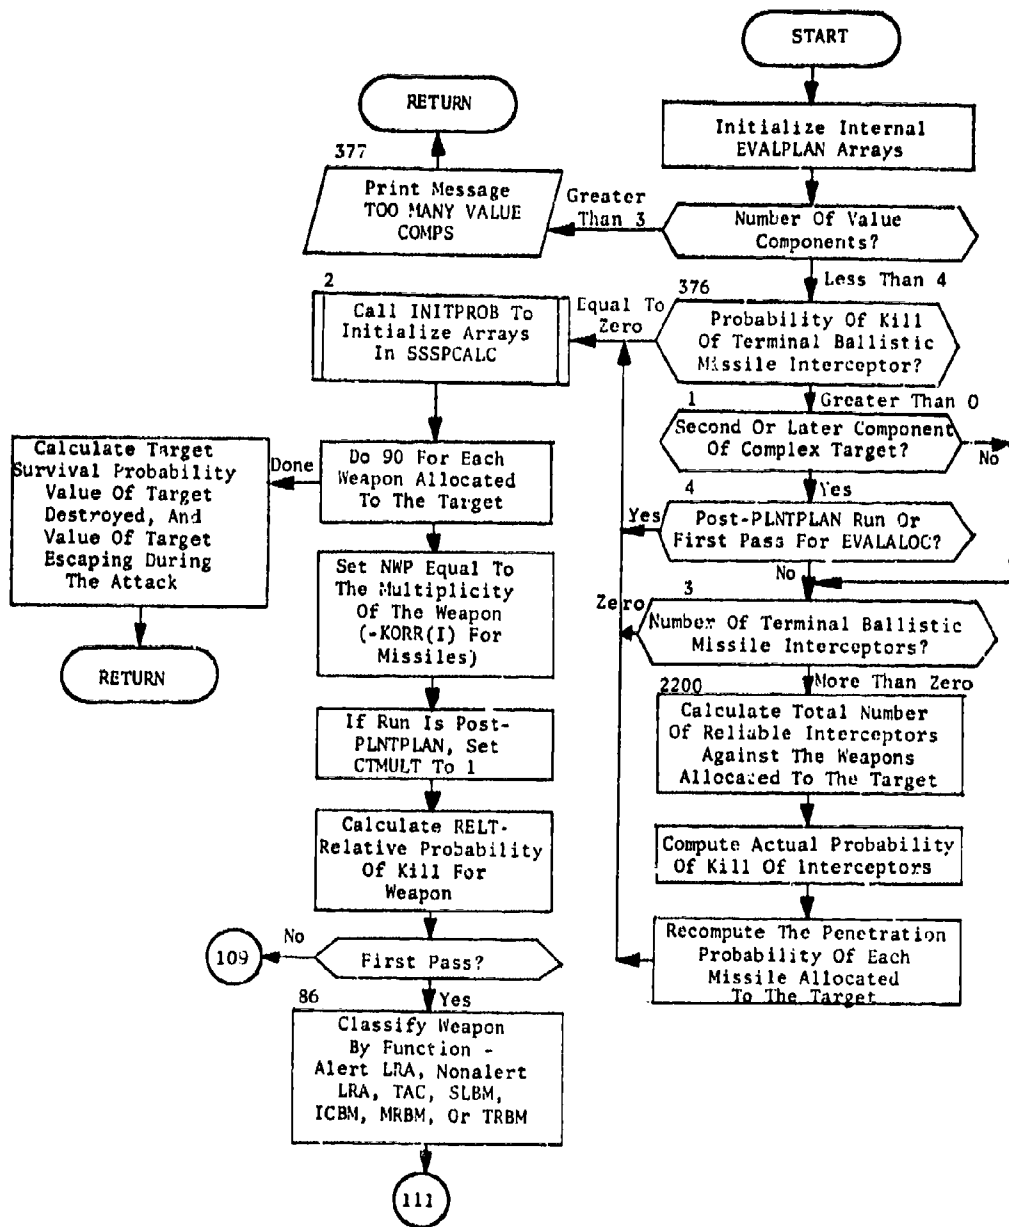 START
Initialize Internal
EVALPLAN Arrays
Number Of Value
Components?
Greater
Than 3
377
Print Message
TOO MANY VALUE
COMPS
RETURN
Less Than 4
376
Probability Of Kill
Of Terminal Ballistic
Missile Interceptor?
Equal To
Zero
Greater Than 0
1
Second Or Later Component
Of Complex Target?
No
Yes
4
Post-PLNTPLAN Run Or
First Pass For EVALALOC?
Yes
No
3
Number Of Terminal Ballistic
Missile Interceptors?
Zero
More Than Zero
2200
Calculate Total Number
Of Reliable Interceptors
Against The Weapons
Allocated To The Target
Compute Actual Probability
Of Kill Of Interceptors
Recompute The Penetration
Probability Of Each
Missile Allocated
To The Target
2
Call INITPROB To
Initialize Arrays
In SSSPCALC
Do 90 For Each
Weapon Allocated
To The Target
Done
Calculate Target
Survival Probability
Value Of Target
Destroyed, And
Value Of Target
Escaping During
The Attack
RETURN
Set NWP Equal To
The Multiplicity
Of The Weapon
(-KORR(I) For
Missiles)
If Run Is Post-
PLNTPLAN, Set
CTMULT To 1
Calculate RELT-
Relative Probability
Of Kill For
Weapon
First Pass?
No
109
Yes
86
Classify Weapon
By Function -
Alert LRA, Nonalert
LRA, TAC, SLBM,
ICBM, MRBM, Or TRBM
111